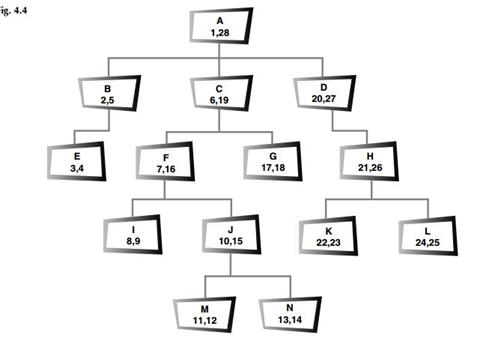 ig. 4.4
A
1,28
B
2,5
C
6,19
D
20,27
E
3,4
F
7,16
G
17,18
H
21,26
I
8,9
J
10,15
K
22,23
L
24,25
M
11,12
N
13,14